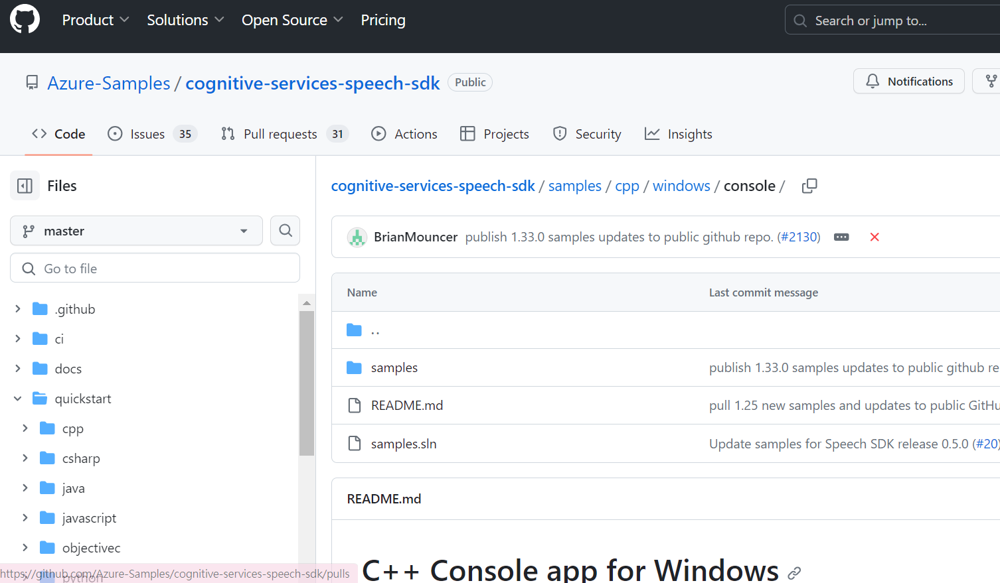 Product Solutions Open Source Pricing Search or jump to...
Azure-Samples / cognitive-services-speech-sdk Public Notifications
Code Issues 35 Pull requests 31 Actions Projects Security Insights
Files
master
Go to file
.github
ci
docs
quickstart
cpp
csharp
java
javascript
objectivec
python
https://github.com/Azure-Samples/cognitive-services-speech-sdk/pulls
cognitive-services-speech-sdk / samples / cpp / windows / console /
BrianMouncer publish 1.33.0 samples updates to public github repo. (#2130)
Name Last commit message
..
samples publish 1.33.0 samples updates to public github re
README.md pull 1.25 new samples and updates to public GitHu
samples.sln Update samples for Speech SDK release 0.5.0 (#20)
README.md
C++ Console app for Windows